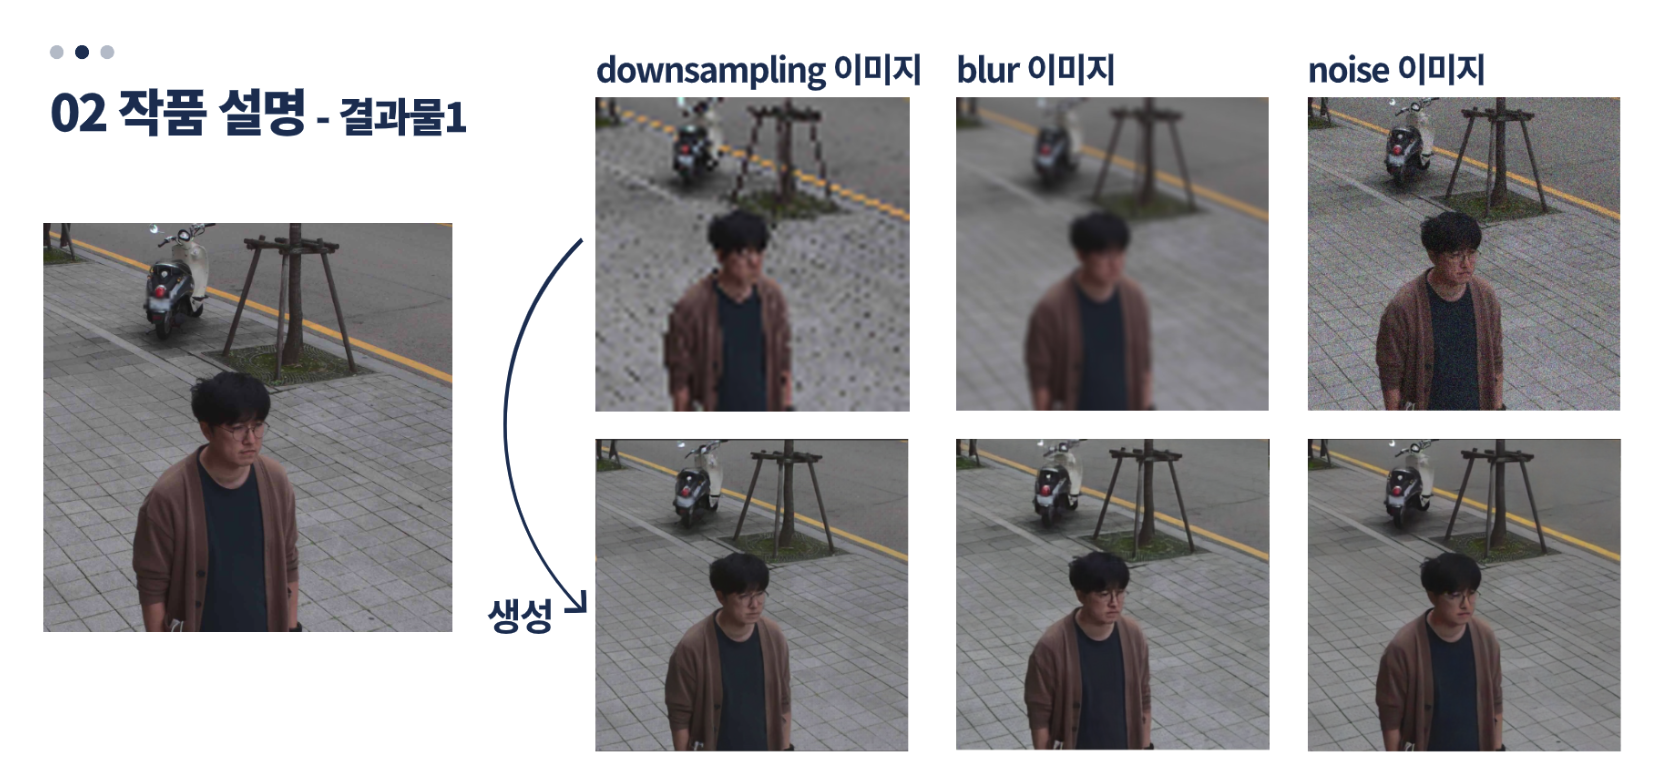 02 작품 설명 - 결과물1
downsampling 이미지
blur 이미지
noise 이미지
생성